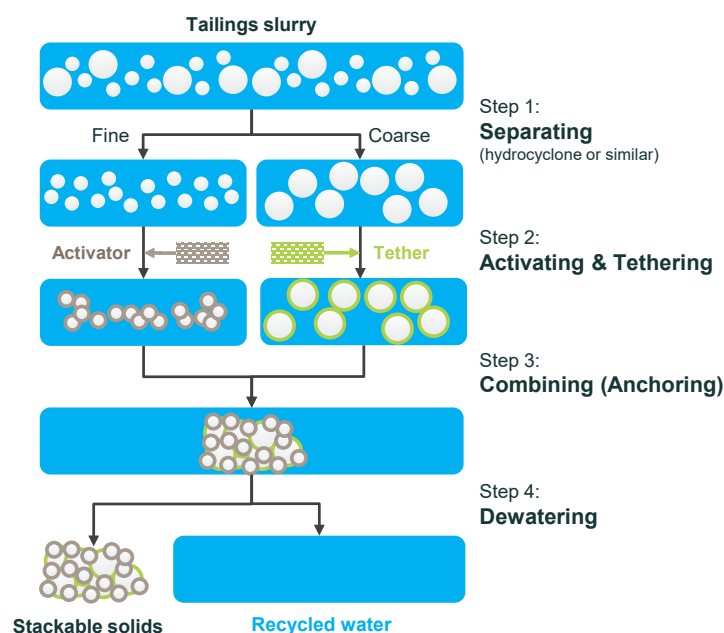 Tailings slurry
Step 1:
Separating
(hydrocyclone or similar)
Fine
Coarse
Step 2:
Activating & Tethering
Activator
Tether
Step 3:
Combining (Anchoring)
Step 4:
Dewatering
Stackable solids
Recycled water